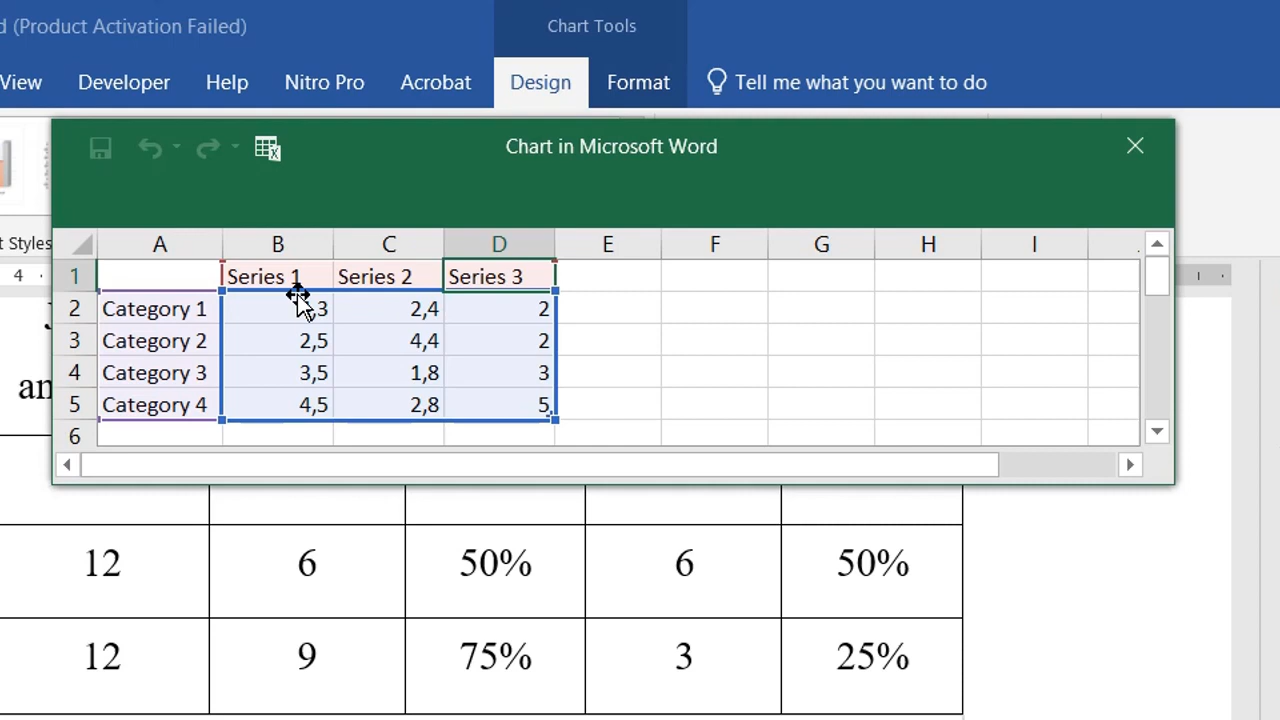 d (Product Activation Failed) Chart Tools
View Developer Help Nitro Pro Acrobat Design Format Tell me what you want to do
Chart in Microsoft Word
t Styles
A B C D E F G H I
4
1 Series 1 Series 2 Series 3
2 Category 1 ,3 2,4 2
3 Category 2 2,5 4,4 2
4 Category 3 3,5 1,8 3
an
5 Category 4 4,5 2,8 5
6
12 6 50% 6 50%
12 9 75% 3 25%